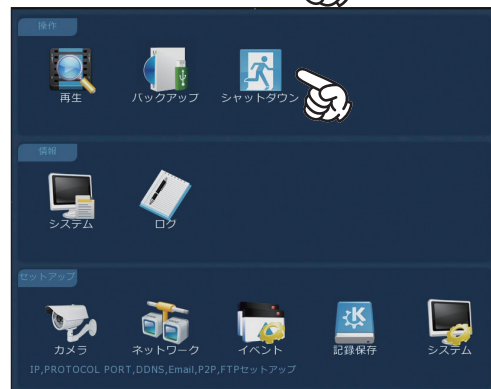 操作
再生
バックアップ
シャットダウン
情報
システム
ログ
セットアップ
カメラ
ネットワーク
イベント
記録保存
システム
IP,PROTOCOL PORT,DDNS,Email,P2P,FTPセットアップ